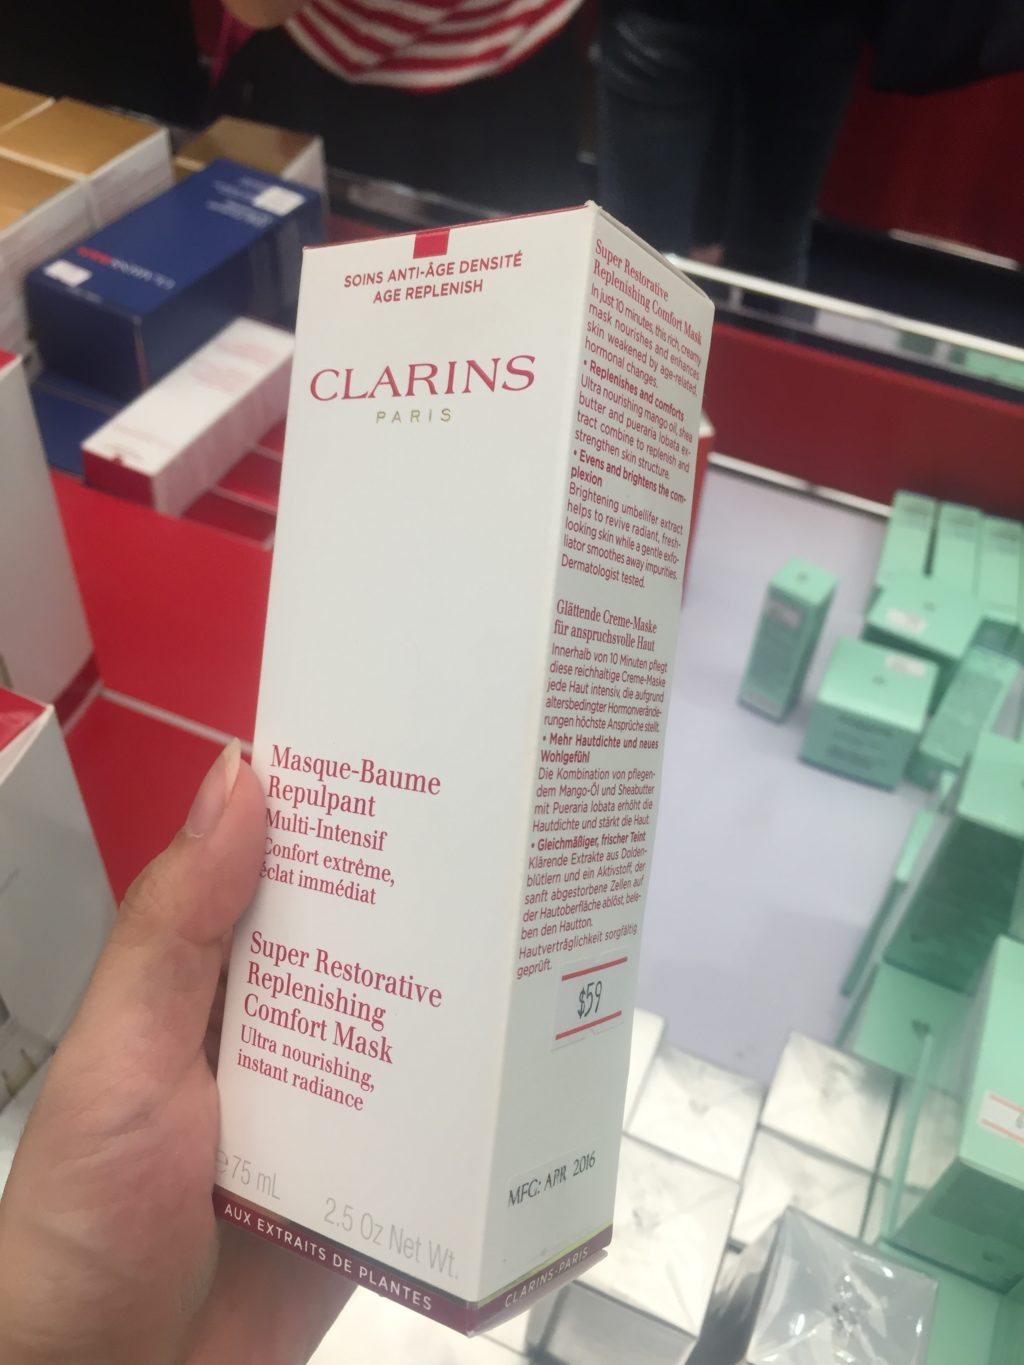 SOINS ANTI-ÂGE DENSITÉ
AGE REPLENISH
CLARINS
PARIS
Masque-Baume
Repulpant
Multi-Intensif
Confort extrême,
éclat immédiat
Super Restorative
Replenishing
Comfort Mask
Ultra nourishing,
instant radiance
e 75 mL 2.5 Oz Net Wt.
AUX EXTRAITS DE PLANTES
Super Restorative
Replenishing Comfort Mask
In just 10 minutes, this rich, creamy
mask nourishes and enhances
skin weakened by age-related,
hormonal changes.
• Replenishes and comforts
Ultra nourishing mango oil, shea
butter and pueraria lobata ex-
tract combine to replenish and
strengthen skin structure.
• Evens and brightens the com-
plexion
Brightening umbellifer extract
helps to revive radiant, fresh-
looking skin while a gentle exfo-
liator smoothes away impurities.
Dermatologist tested.
Glättende Creme-Maske
für anspruchsvolle Haut
Innerhalb von 10 Minuten pflegt
diese reichhaltige Creme-Maske
jede Haut intensiv, die aufgrund
altersbedingter Hormonverände-
rungen höchste Ansprüche stellt.
• Mehr Hautdichte und neues
Wohlgefühl
Die Kombination von pflegen-
dem Mango-Öl und Sheabutter
mit Pueraria lobata erhöht die
Hautdichte und stärkt die Haut.
• Gleichmäßiger, frischer Teint
Klärende Extrakte aus Dolden-
blütlern und ein Aktivstoff, der
sanft abgestorbene Zellen auf
der Hautoberfläche ablöst, bele-
ben den Hautton.
Hautverträglichkeit sorgfältig
geprüft.
$59
MFG: APR 2016
CLARINS-PARIS